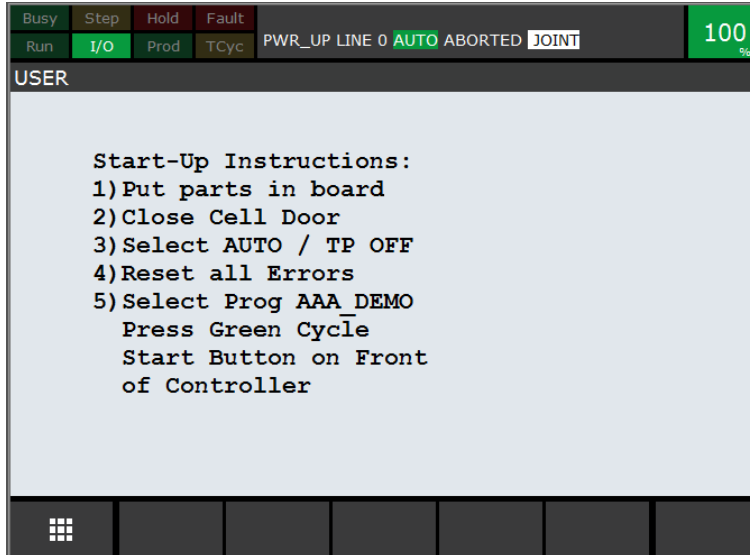 Busy Step Hold Fault
Run I/O Prod TCyc PWR_UP LINE 0 AUTO ABORTED JOINT 100 %
USER
Start-Up Instructions:
1)Put parts in board
2)Close Cell Door
3)Select AUTO / TP OFF
4)Reset all Errors
5)Select Prog AAA_DEMO
Press Green Cycle
Start Button on Front
of Controller